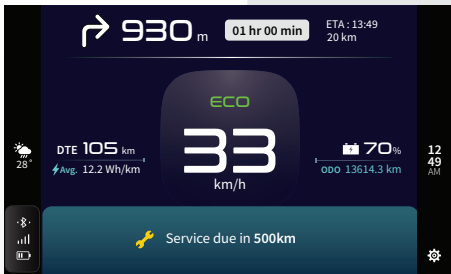 930 m
01 hr 00 min
ETA : 13:49
20 km
ECO
DTE 105 km
Avg. 12.2 Wh/km
33
km/h
70%
ODO 13614.3 km
28°
12
49
AM
Service due in 500km